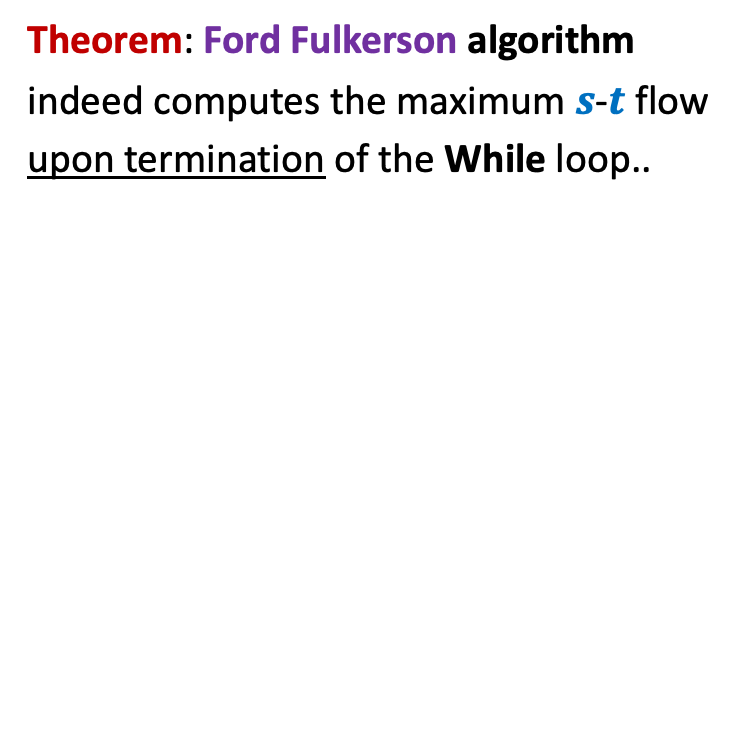 Theorem: Ford Fulkerson algorithm
indeed computes the maximum s-t flow
upon termination of the While loop..